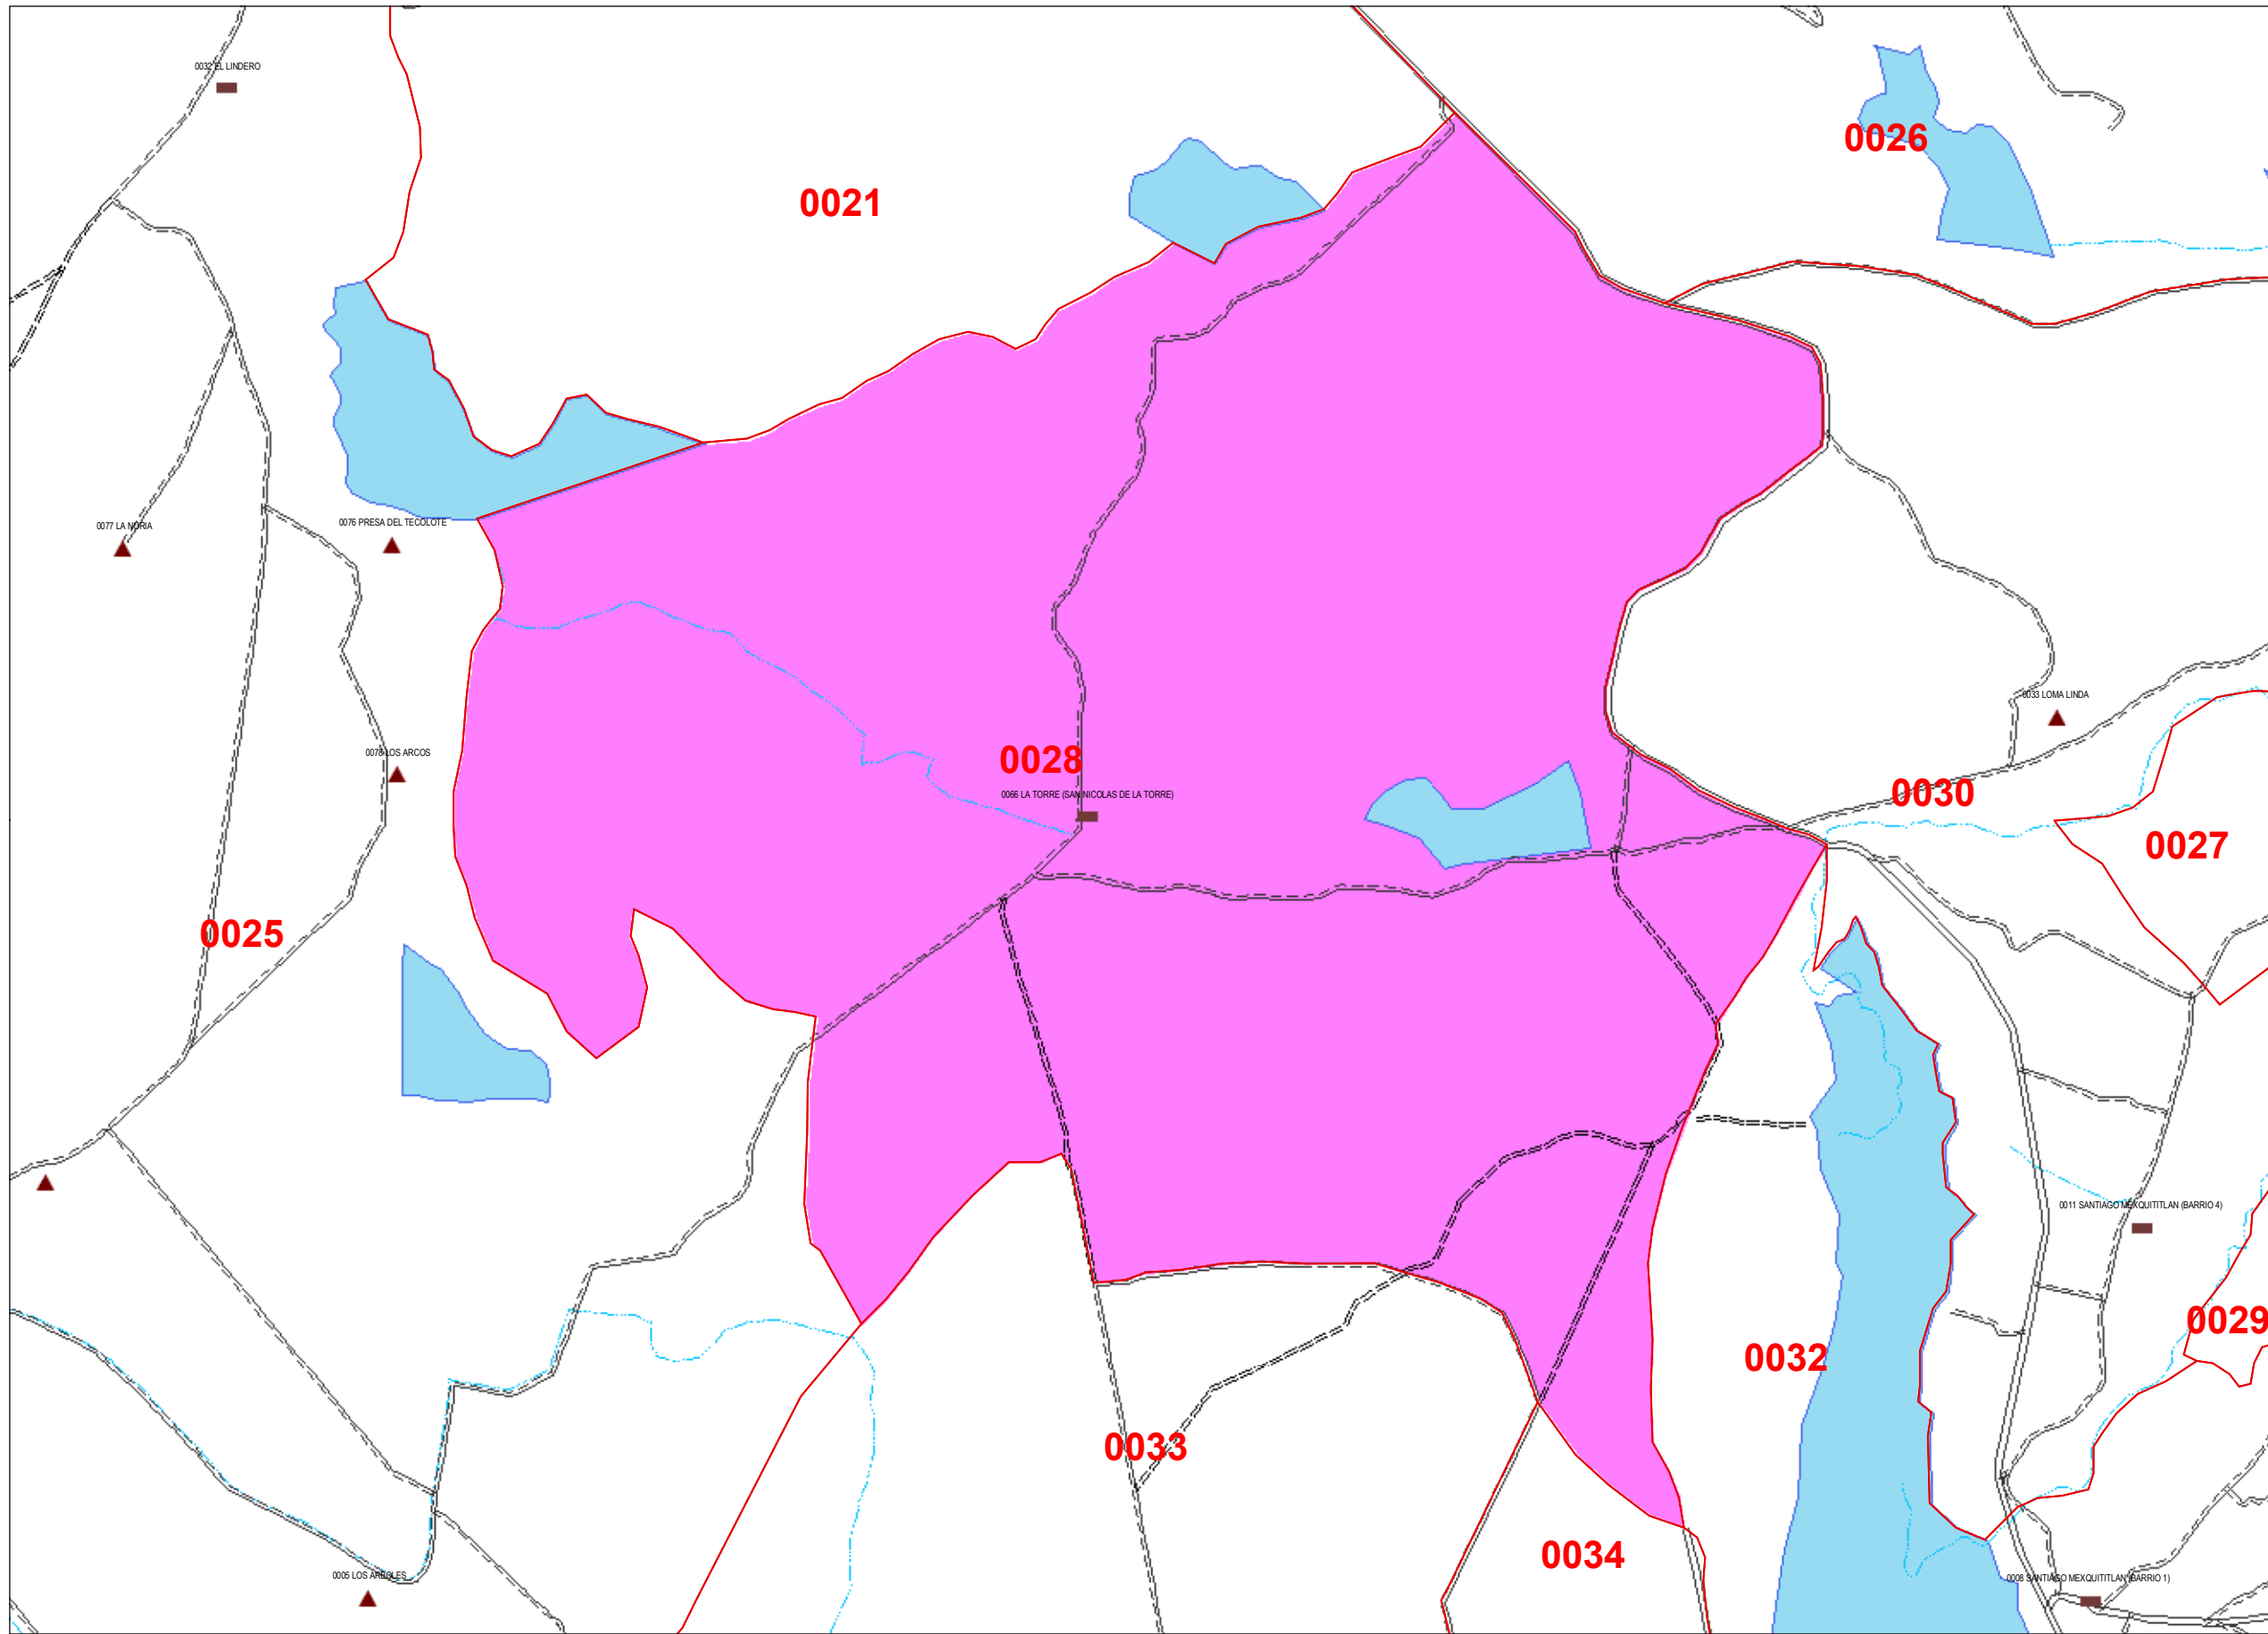 0032 EL LINDERO
0026
0021
0077 LA NORIA
0076 PRESA DEL TECOLOTE
0033 LOMA LINDA
0078 LOS ARCOS
0028
0066 LA TORRE (SAN NICOLAS DE LA TORRE)
0030
0027
0025
0011 SANTIAGO MEXQUITITLAN (BARRIO 4)
0029
0032
0033
0034
0005 LOS ARBOLES
0008 SANTIAGO MEXQUITITLAN (BARRIO 1)